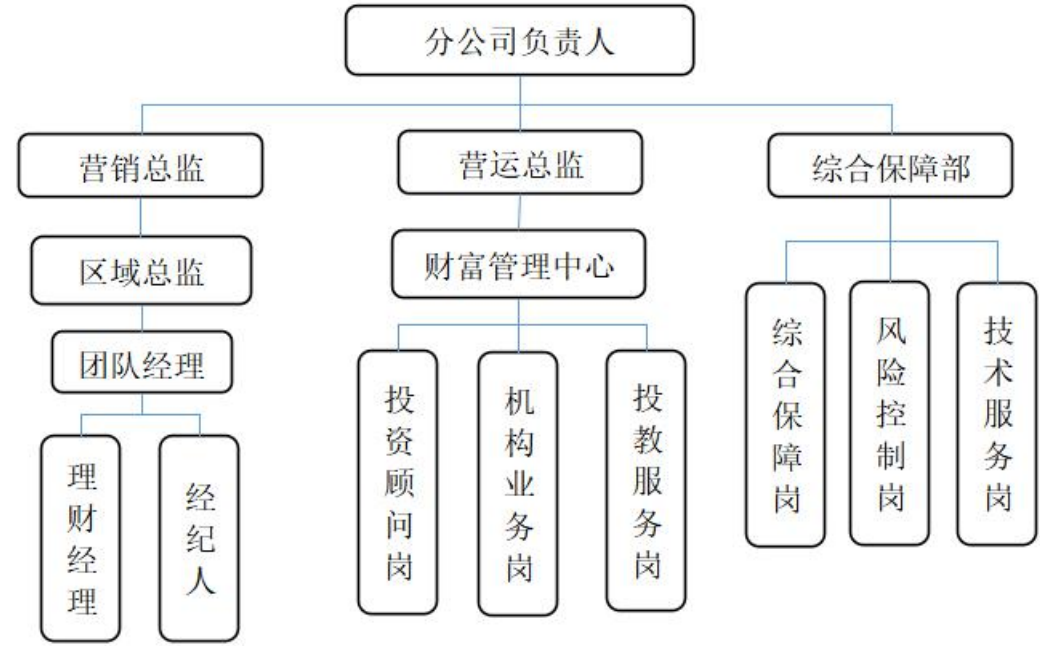 分公司负责人
营销总监
营运总监
综合保障部
区域总监
财富管理中心
团队经理
理财经理
经纪人
投资顾问岗
机构业务岗
投教服务岗
综合保障岗
风险控制岗
技术服务岗